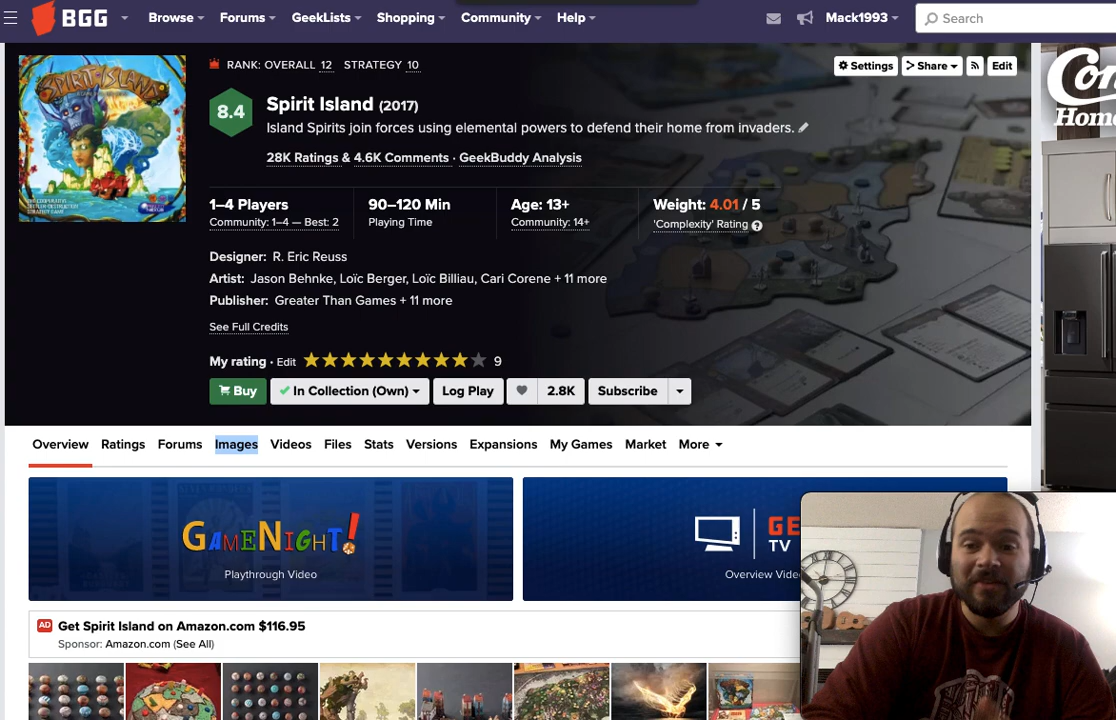 BGG Browse Forums GeekLists Shopping Community Help Mack1993 Search
RANK: OVERALL 12 STRATEGY 10
Settings Share Edit
SPIRIT ISLAND
8.4
Spirit Island (2017)
Island Spirits join forces using elemental powers to defend their home from invaders.
28K Ratings & 4.6K Comments · GeekBuddy Analysis
1–4 Players
Community: 1–4 — Best: 2
90–120 Min
Playing Time
Age: 13+
Community: 14+
Weight: 4.01 / 5
'Complexity' Rating ?
Designer: R. Eric Reuss
Artist: Jason Behnke, Loïc Berger, Loïc Billiau, Cari Corene + 11 more
Publisher: Greater Than Games + 11 more
See Full Credits
My rating · Edit 9
Buy In Collection (Own) Log Play 2.8K Subscribe
Overview Ratings Forums Images Videos Files Stats Versions Expansions My Games Market More
GAMENIGHT!
Playthrough Video
TV
AD Get Spirit Island on Amazon.com $116.95
Sponsor: Amazon.com (See All)